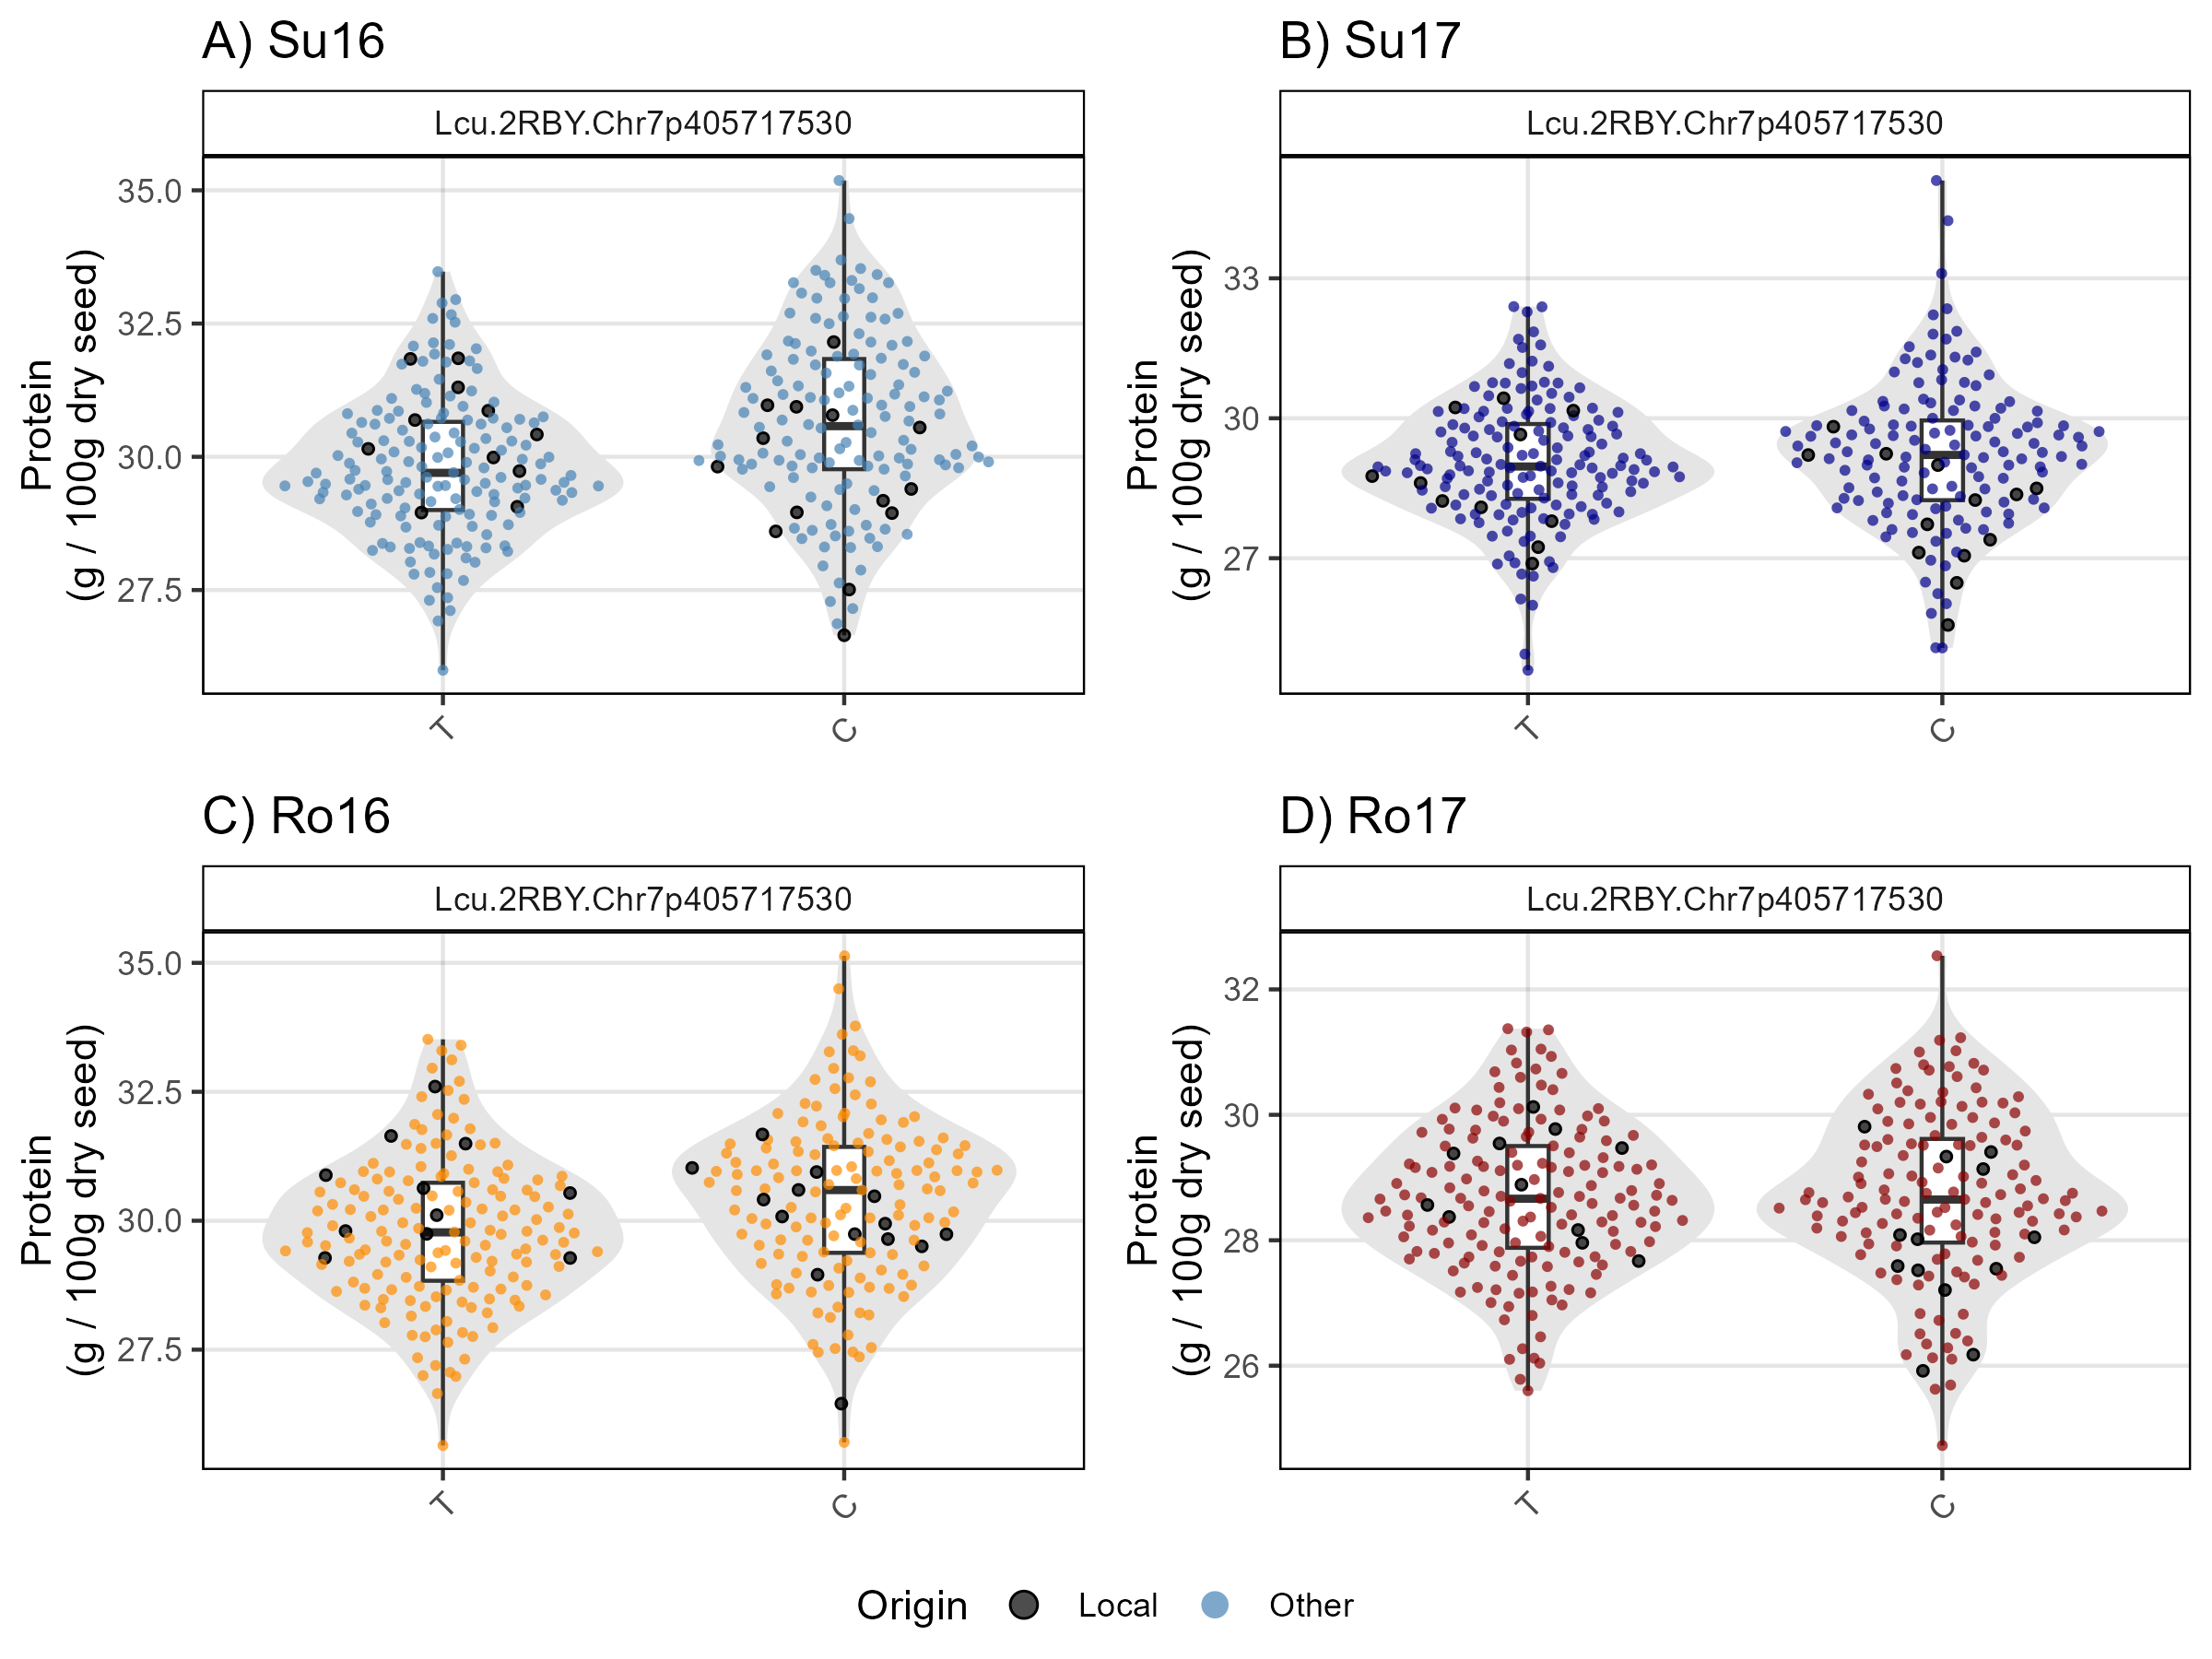 A) Su16
Lcu.2RBY.Chr7p405717530
Protein
(g / 100g dry seed)
35.0
32.5
30.0
27.5
T
C
B) Su17
Lcu.2RBY.Chr7p405717530
Protein
(g / 100g dry seed)
33
30
27
T
C
C) Ro16
Lcu.2RBY.Chr7p405717530
Protein
(g / 100g dry seed)
35.0
32.5
30.0
27.5
T
C
D) Ro17
Lcu.2RBY.Chr7p405717530
Protein
(g / 100g dry seed)
32
30
28
26
T
C
Origin Local Other